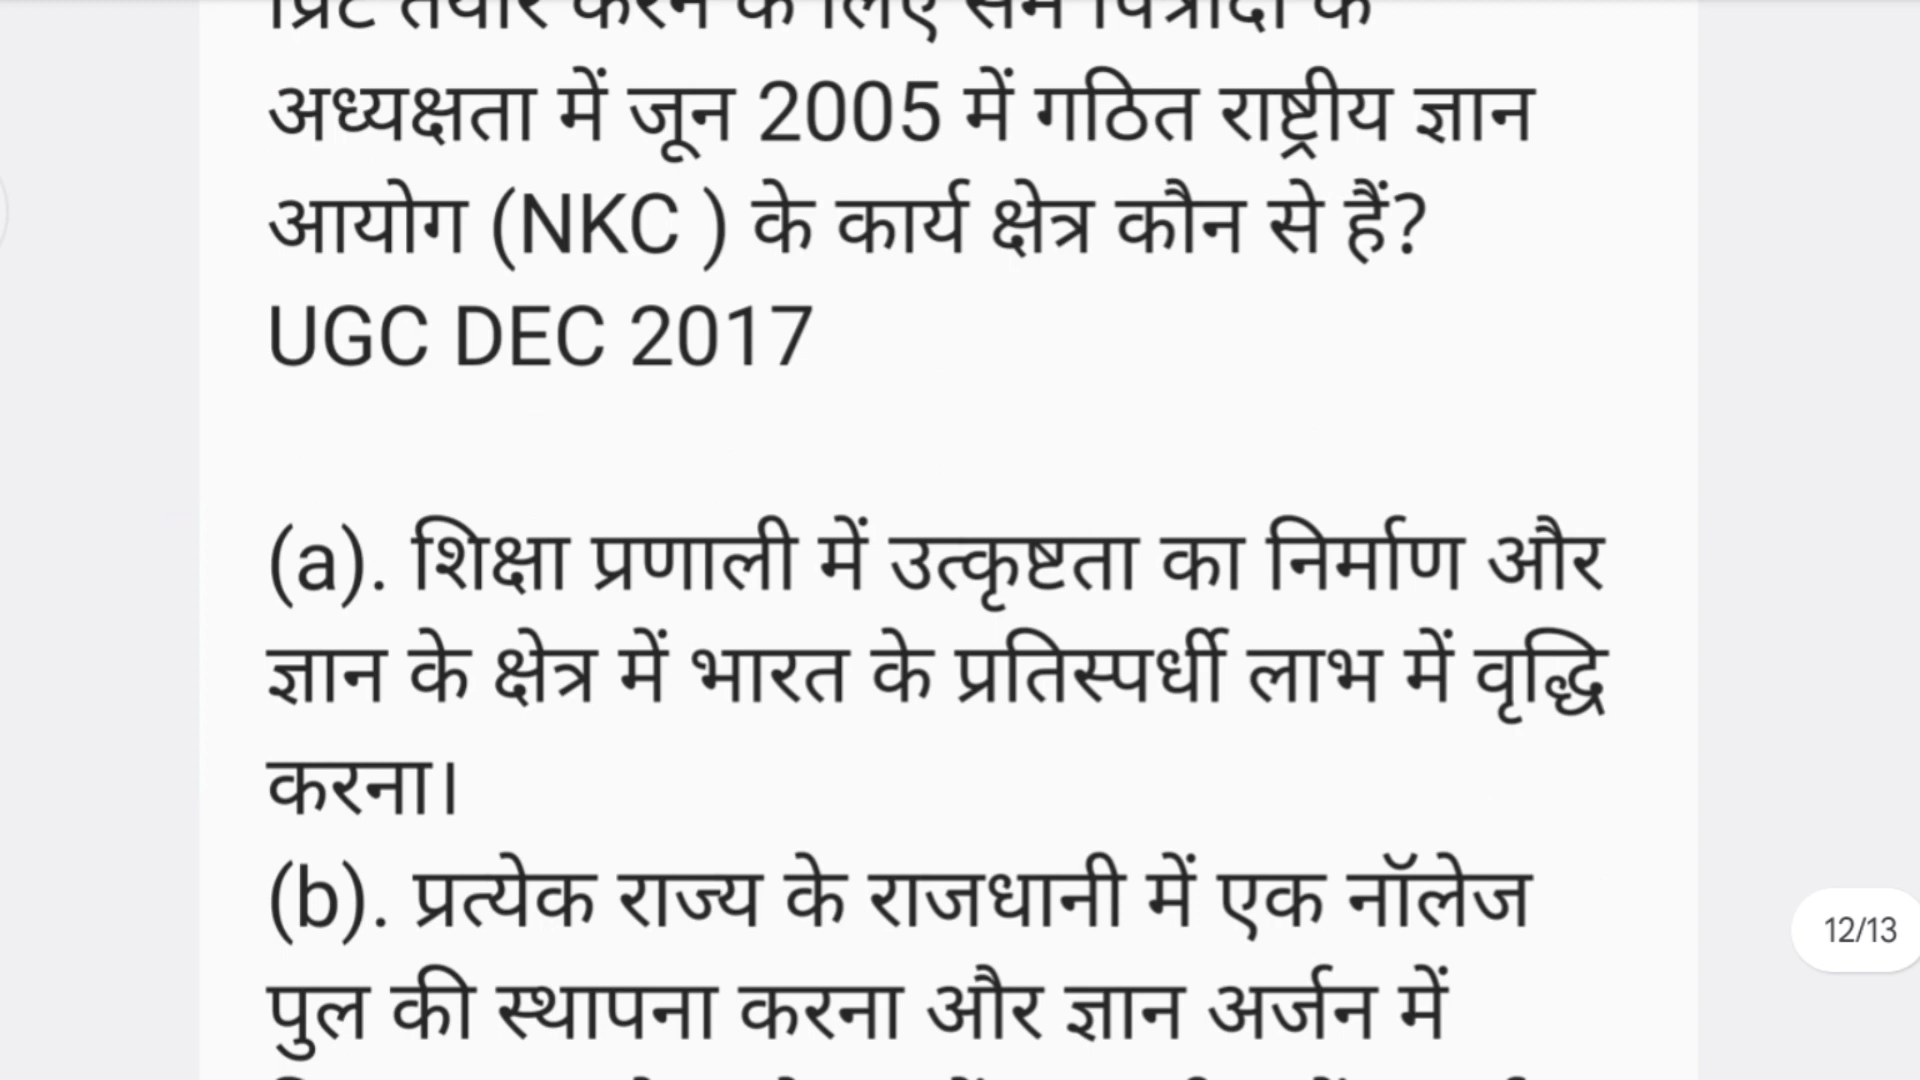 तैयार करने के लिए सैम पित्रोदा के
अध्यक्षता में जून 2005 में गठित राष्ट्रीय ज्ञान
आयोग (NKC ) के कार्य क्षेत्र कौन से हैं?
UGC DEC 2017
(a). शिक्षा प्रणाली में उत्कृष्टता का निर्माण और
ज्ञान के क्षेत्र में भारत के प्रतिस्पर्धी लाभ में वृद्धि
करना।
(b). प्रत्येक राज्य के राजधानी में एक नॉलेज
पुल की स्थापना करना और ज्ञान अर्जन में
12/13